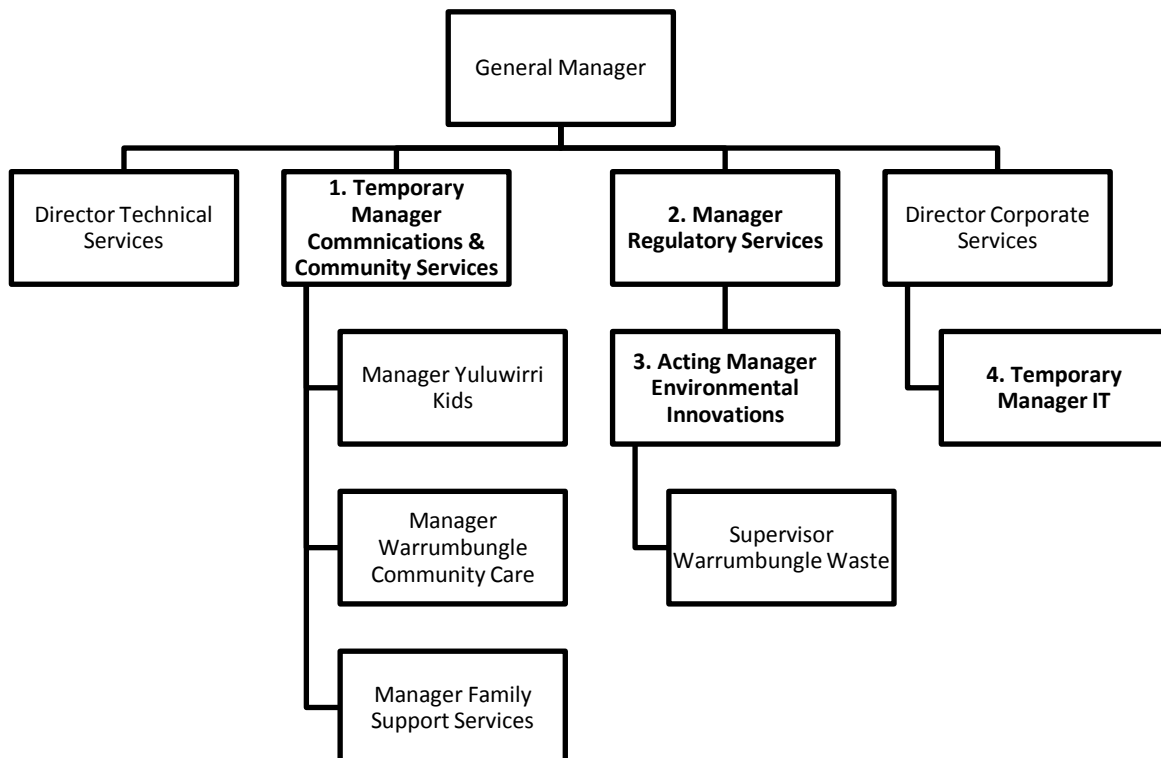 General Manager
Director Technical
Services
1. Temporary
Manager
Commnications &
Community Services
2. Manager
Regulatory Services
Director Corporate
Services
Manager Yuluwirri
Kids
3. Acting Manager
Environmental
Innovations
4. Temporary
Manager IT
Manager
Warrumbungle
Community Care
Supervisor
Warrumbungle Waste
Manager Family
Support Services